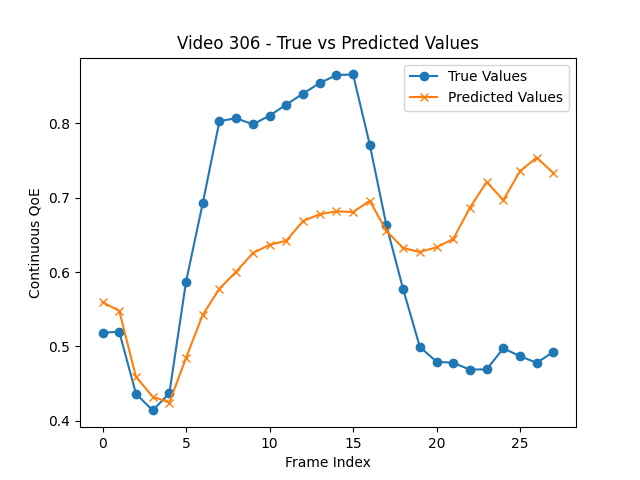 Video 306 - True vs Predicted Values
True Values
Predicted Values
Continuous QoE
0.8
0.7
0.6
0.5
0.4
0
5
10
15
20
25
Frame Index